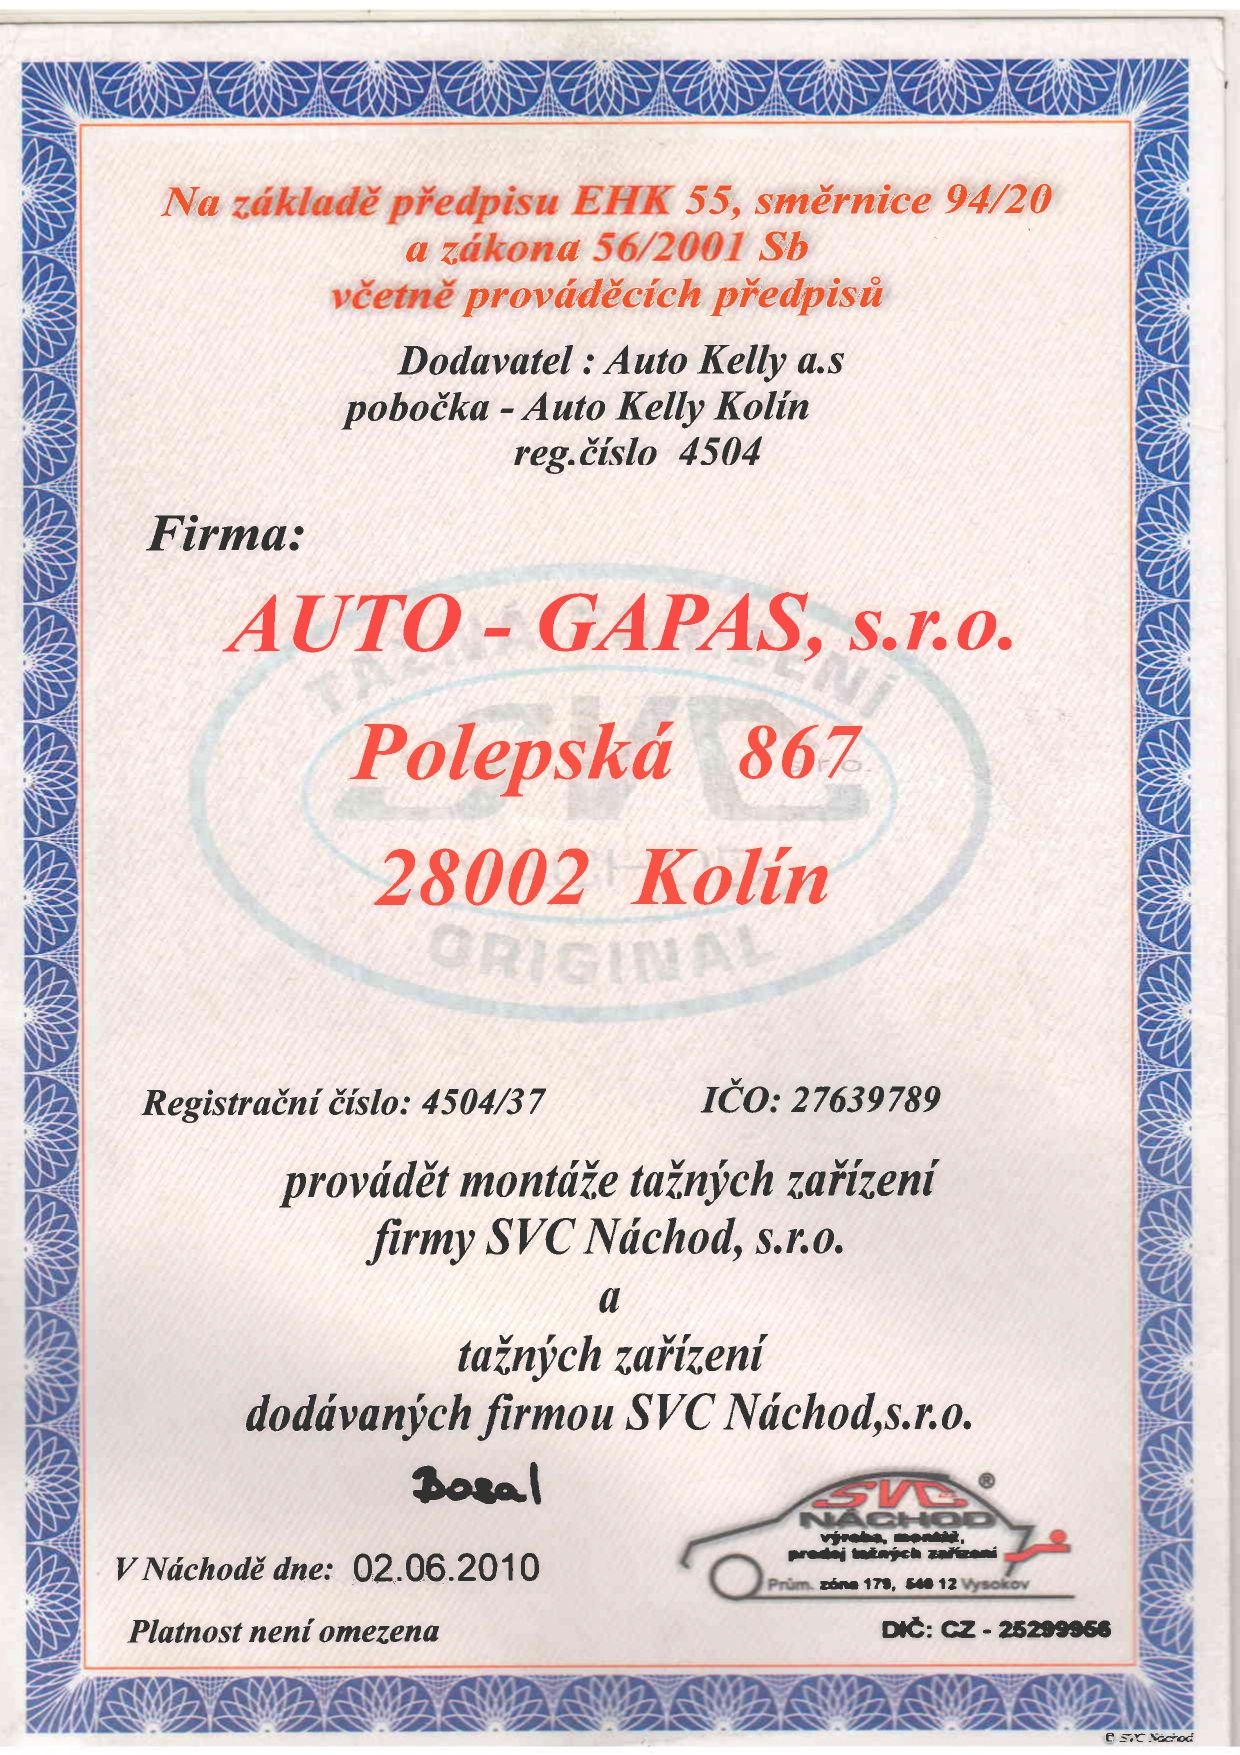 Na základě předpisu EHK 55, směrnice 94/20
a zákona 56/2001 Sb
včetně prováděcích předpisů
Dodavatel : Auto Kelly a.s
pobočka - Auto Kelly Kolín
reg.číslo 4504
Firma:
TAŽNÁ ZAŘÍZENÍ
AUTO - GAPAS, s.r.o.
SVC
s.r.o.
Polepská 867
28002 Kolín
ORIGINAL
Registrační číslo: 4504/37 IČO: 27639789
provádět montáže tažných zařízení
firmy SVC Náchod, s.r.o.
a
tažných zařízení
dodávaných firmou SVC Náchod,s.r.o.
Bosal
SVC ®
NÁCHOD
výroba, montáž,
prodej tažných zařízení
Prům. zóna 179, 549 12 Vysokov
V Náchodě dne: 02.06.2010
Platnost není omezena
DIČ: CZ - 25299956
© SVC Náchod